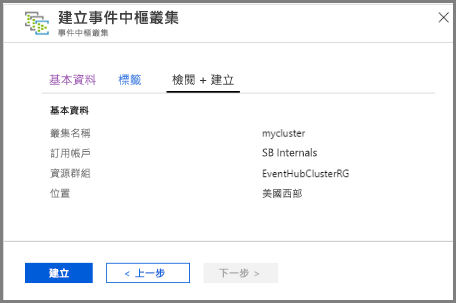 建立事件中樞叢集
事件中樞叢集
基本資料 標籤 檢閱 + 建立
基本資料
叢集名稱 mycluster
訂用帳戶 SB Internals
資源群組 EventHubClusterRG
位置 美國西部
建立 < 上一步 下一步 >